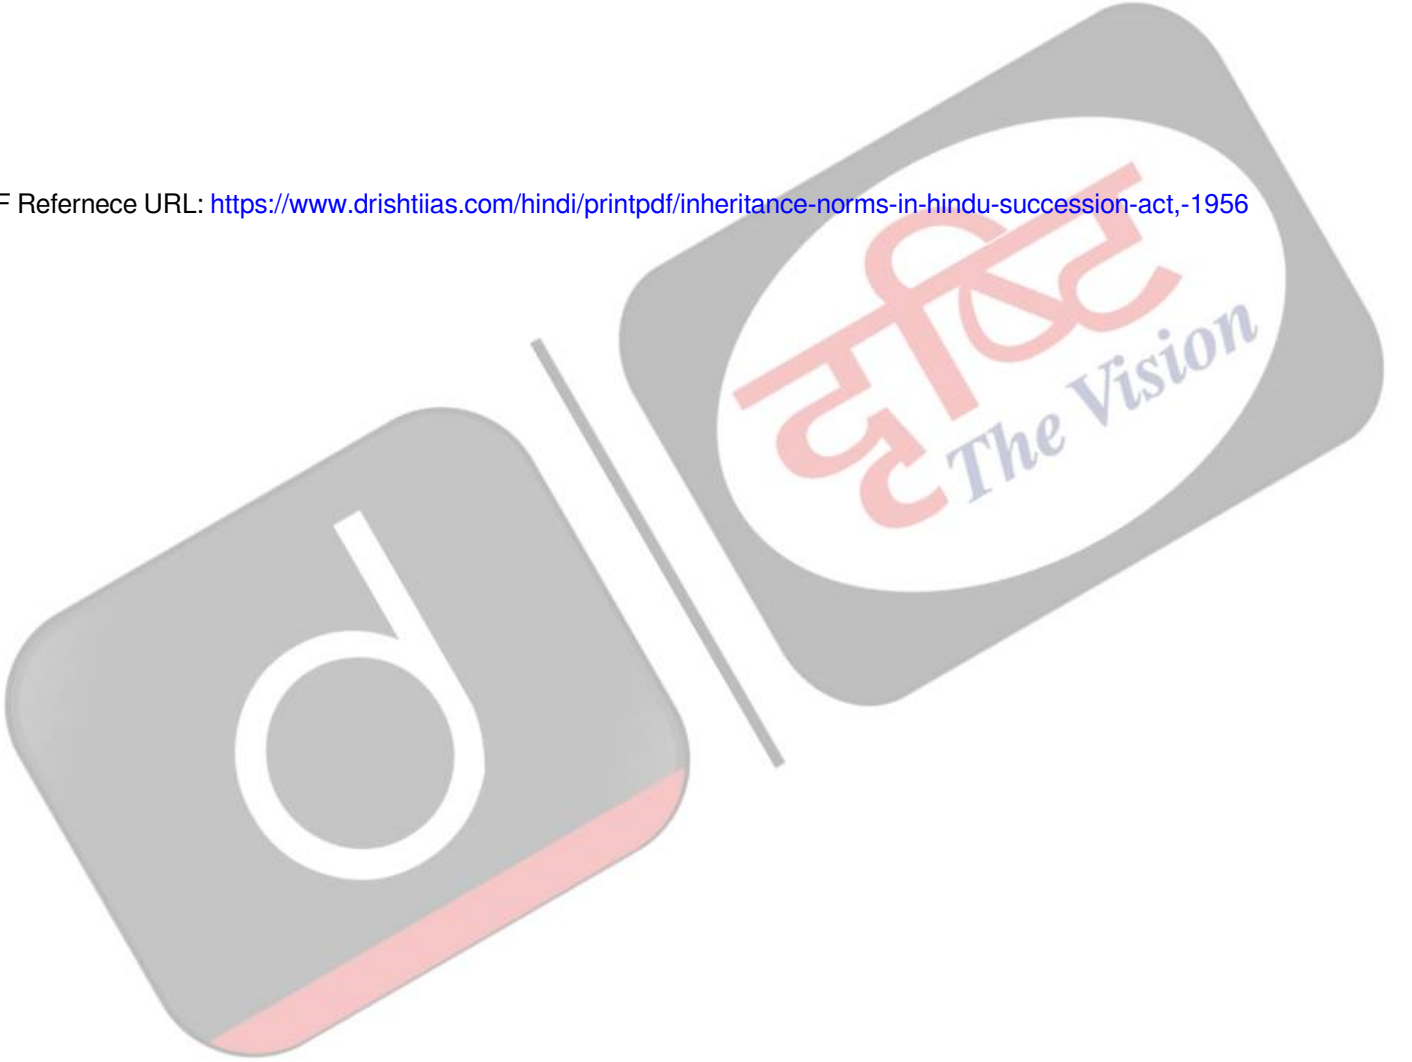 F Refernece URL: https://www.drishtiias.com/hindi/printpdf/inheritance-norms-in-hindu-succession-act,-1956
दृष्टि
The Vision
d